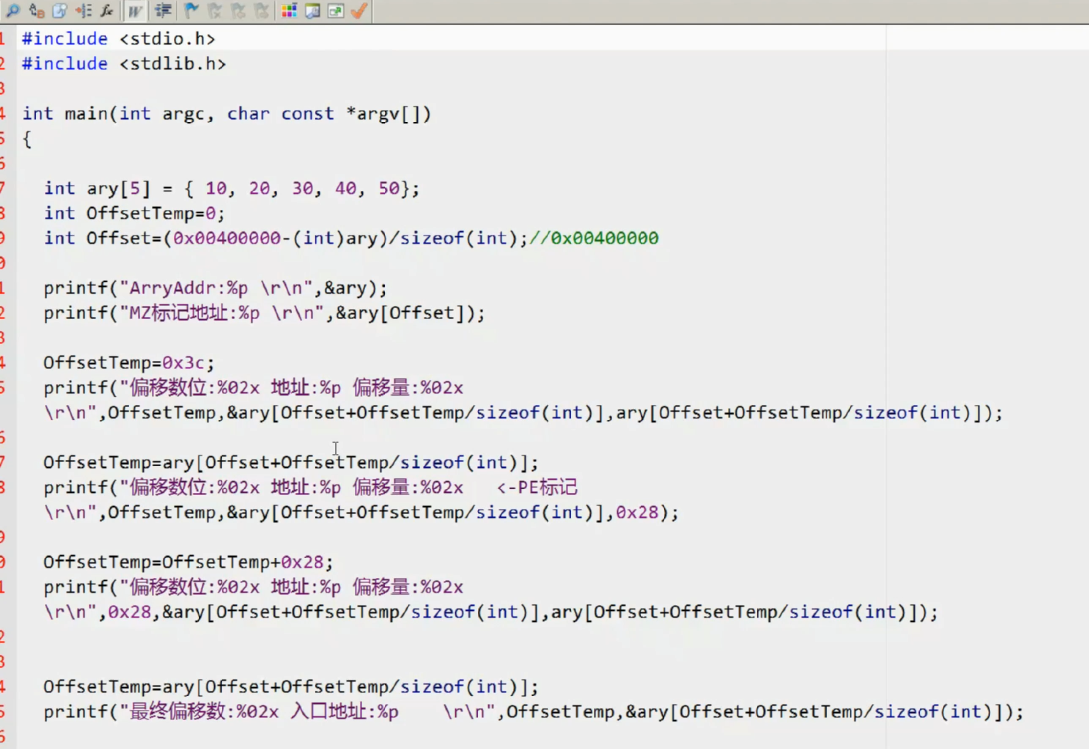 1 #include <stdio.h>
2 #include <stdlib.h>
3
4 int main(int argc, char const *argv[])
5 {
6
7 int ary[5] = { 10, 20, 30, 40, 50};
8 int OffsetTemp=0;
9 int Offset=(0x00400000-(int)ary)/sizeof(int);//0x00400000
0
1 printf("ArryAddr:%p \r\n",&ary);
2 printf("MZ标记地址:%p \r\n",&ary[Offset]);
3
4 OffsetTemp=0x3c;
5 printf("偏移数位:%02x 地址:%p 偏移量:%02x
\r\n",OffsetTemp,&ary[Offset+OffsetTemp/sizeof(int)],ary[Offset+OffsetTemp/sizeof(int)]);
6
7 OffsetTemp=ary[Offset+OffsetTemp/sizeof(int)];
8 printf("偏移数位:%02x 地址:%p 偏移量:%02x   <-PE标记
\r\n",OffsetTemp,&ary[Offset+OffsetTemp/sizeof(int)],0x28);
9
0 OffsetTemp=OffsetTemp+0x28;
1 printf("偏移数位:%02x 地址:%p 偏移量:%02x
\r\n",0x28,&ary[Offset+OffsetTemp/sizeof(int)],ary[Offset+OffsetTemp/sizeof(int)]);
2
3
4 OffsetTemp=ary[Offset+OffsetTemp/sizeof(int)];
5 printf("最终偏移数:%02x 入口地址:%p    \r\n",OffsetTemp,&ary[Offset+OffsetTemp/sizeof(int)]);
6